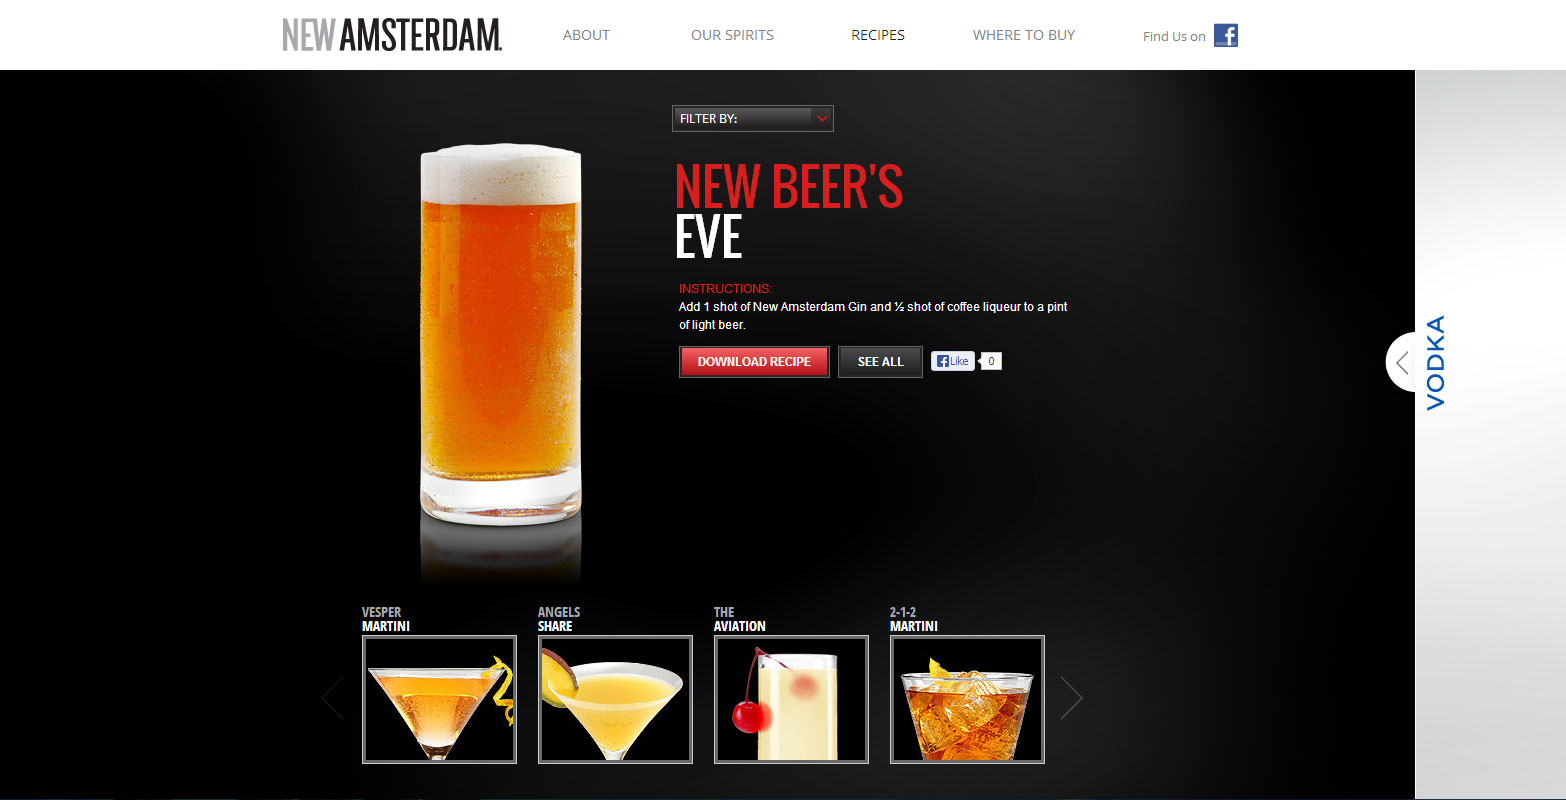 NEW AMSTERDAM.
ABOUT
OUR SPIRITS
RECIPES
WHERE TO BUY
Find Us on f
FILTER BY:
NEW BEER'S
EVE
INSTRUCTIONS:
Add 1 shot of New Amsterdam Gin and ½ shot of coffee liqueur to a pint
of light beer.
DOWNLOAD RECIPE
SEE ALL
f Like
0
VODKA
VESPER
MARTINI
ANGELS
SHARE
THE
AVIATION
2-1-2
MARTINI